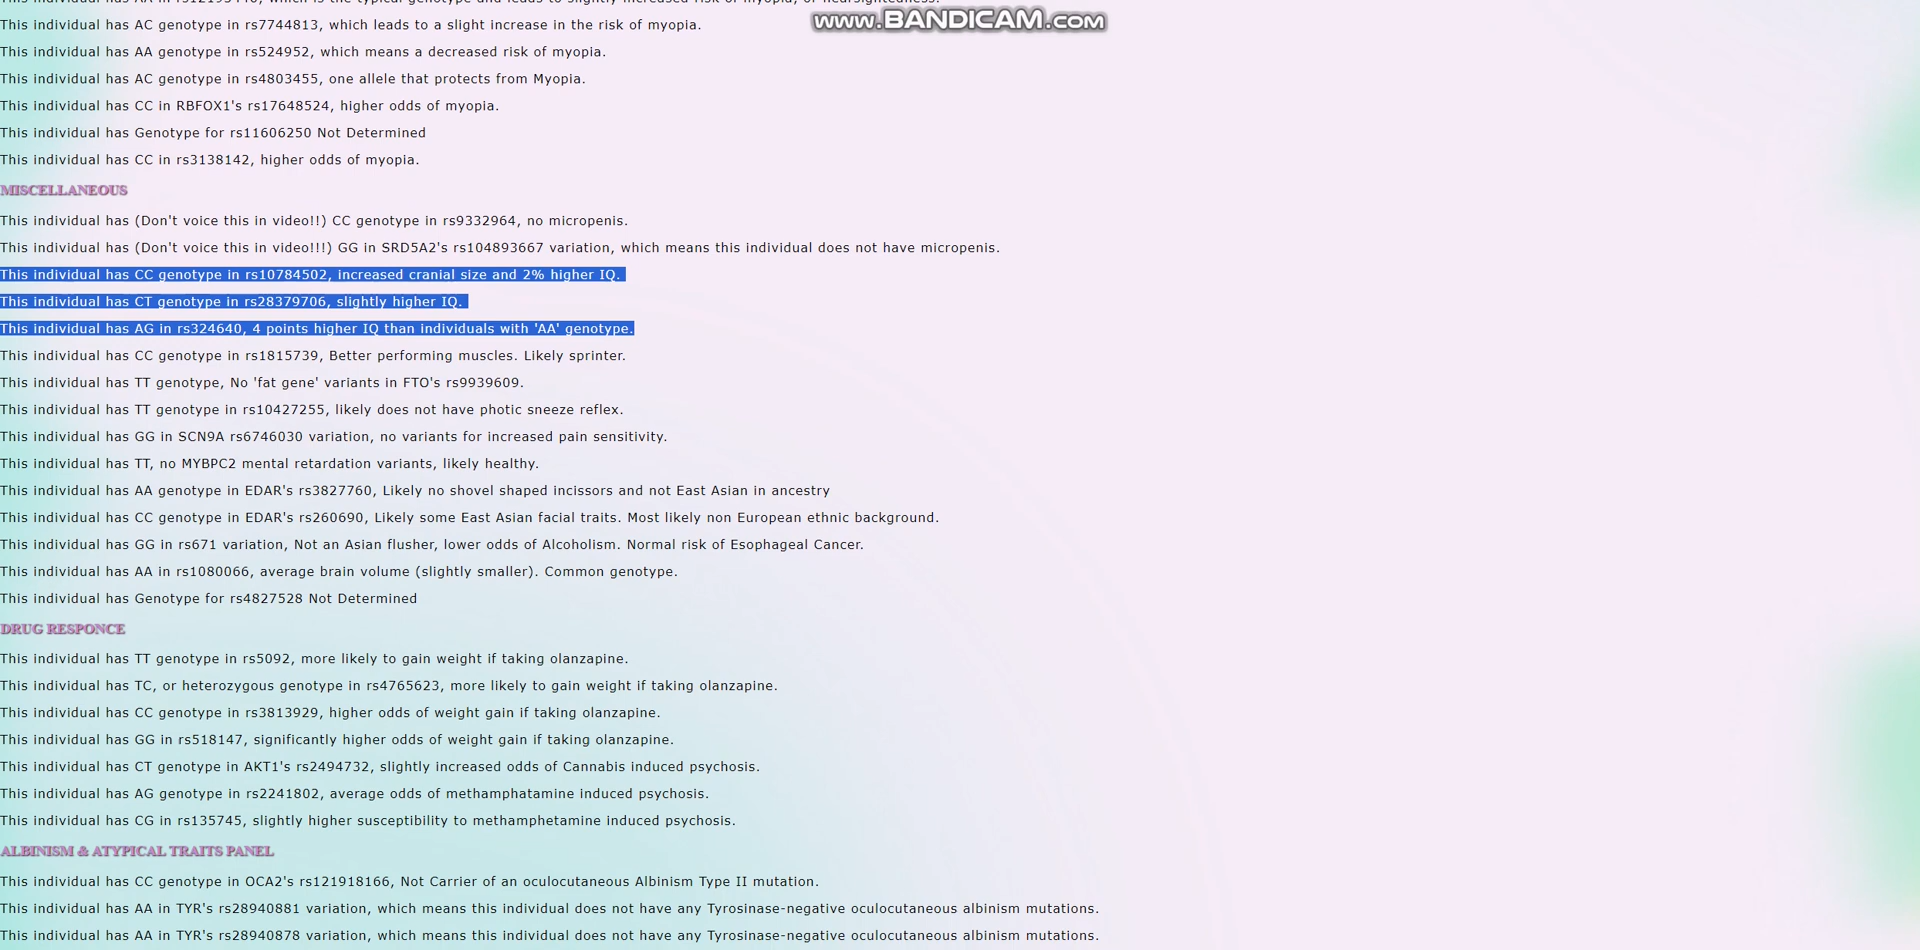 This individual has AA in rs12193446, which is the typical genotype and leads to slightly increased risk of myopia, or nearsightedness.
www.BANDICAM.com
This individual has AC genotype in rs7744813, which leads to a slight increase in the risk of myopia.
This individual has AA genotype in rs524952, which means a decreased risk of myopia.
This individual has AC genotype in rs4803455, one allele that protects from Myopia.
This individual has CC in RBFOX1's rs17648524, higher odds of myopia.
This individual has Genotype for rs11606250 Not Determined
This individual has CC in rs3138142, higher odds of myopia.
MISCELLANEOUS
This individual has (Don't voice this in video!!) CC genotype in rs9332964, no micropenis.
This individual has (Don't voice this in video!!!) GG in SRD5A2's rs104893667 variation, which means this individual does not have micropenis.
This individual has CC genotype in rs10784502, increased cranial size and 2% higher IQ.
This individual has CT genotype in rs28379706, slightly higher IQ.
This individual has AG in rs324640, 4 points higher IQ than individuals with 'AA' genotype.
This individual has CC genotype in rs1815739, Better performing muscles. Likely sprinter.
This individual has TT genotype, No 'fat gene' variants in FTO's rs9939609.
This individual has TT genotype in rs10427255, likely does not have photic sneeze reflex.
This individual has GG in SCN9A rs6746030 variation, no variants for increased pain sensitivity.
This individual has TT, no MYBPC2 mental retardation variants, likely healthy.
This individual has AA genotype in EDAR's rs3827760, Likely no shovel shaped incissors and not East Asian in ancestry
This individual has CC genotype in EDAR's rs260690, Likely some East Asian facial traits. Most likely non European ethnic background.
This individual has GG in rs671 variation, Not an Asian flusher, lower odds of Alcoholism. Normal risk of Esophageal Cancer.
This individual has AA in rs1080066, average brain volume (slightly smaller). Common genotype.
This individual has Genotype for rs4827528 Not Determined
DRUG RESPONCE
This individual has TT genotype in rs5092, more likely to gain weight if taking olanzapine.
This individual has TC, or heterozygous genotype in rs4765623, more likely to gain weight if taking olanzapine.
This individual has CC genotype in rs3813929, higher odds of weight gain if taking olanzapine.
This individual has GG in rs518147, significantly higher odds of weight gain if taking olanzapine.
This individual has CT genotype in AKT1's rs2494732, slightly increased odds of Cannabis induced psychosis.
This individual has AG genotype in rs2241802, average odds of methamphatamine induced psychosis.
This individual has CG in rs135745, slightly higher susceptibility to methamphetamine induced psychosis.
ALBINISM & ATYPICAL TRAITS PANEL
This individual has CC genotype in OCA2's rs121918166, Not Carrier of an oculocutaneous Albinism Type II mutation.
This individual has AA in TYR's rs28940881 variation, which means this individual does not have any Tyrosinase-negative oculocutaneous albinism mutations.
This individual has AA in TYR's rs28940878 variation, which means this individual does not have any Tyrosinase-negative oculocutaneous albinism mutations.